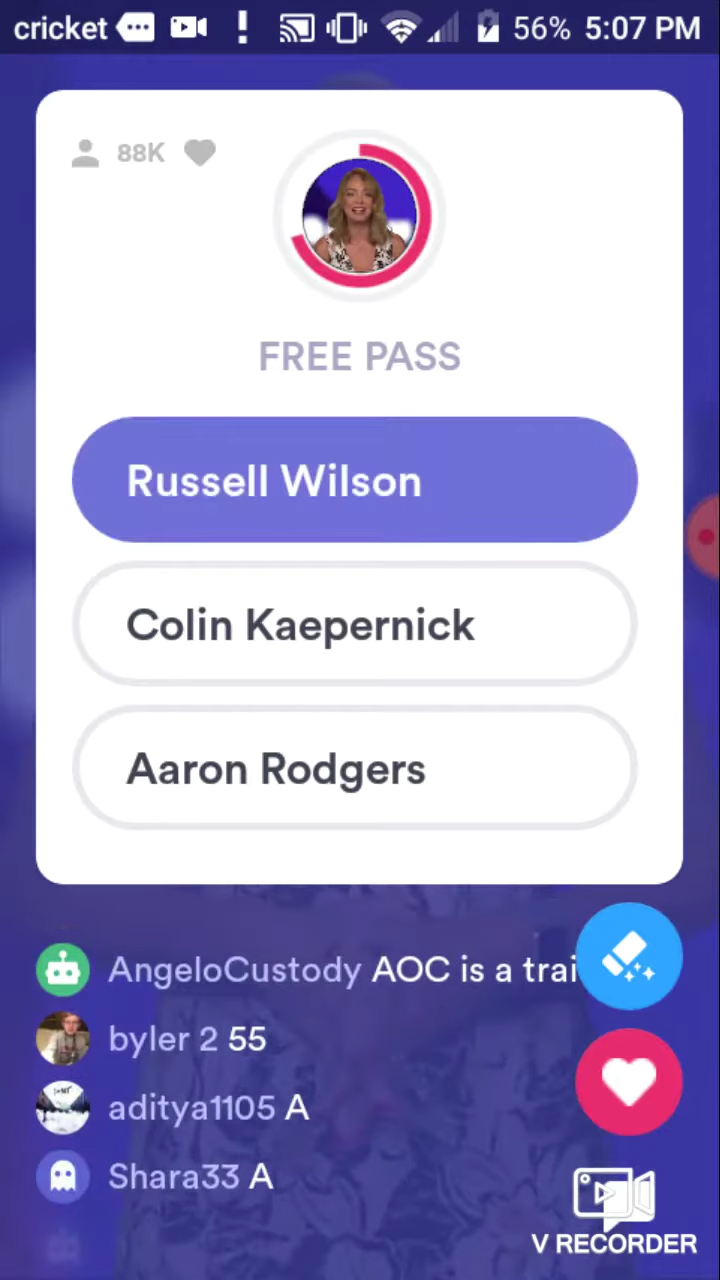 cricket 56% 5:07 PM
88K
FREE PASS
Russell Wilson
Colin Kaepernick
Aaron Rodgers
AngeloCustody AOC is a trai
byler 2 55
aditya1105 A
Shara33 A
V RECORDER